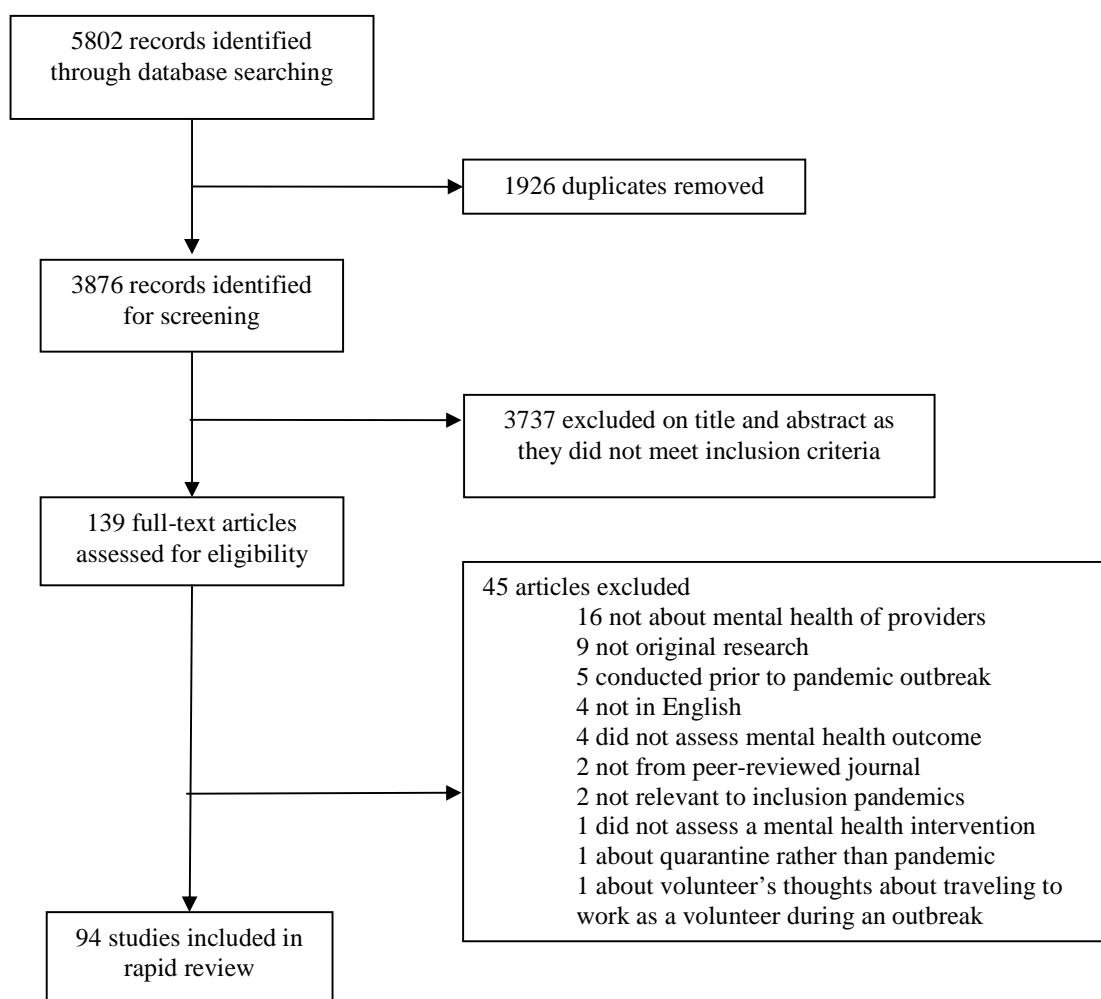 5802 records identified
through database searching
1926 duplicates removed
3876 records identified
for screening
3737 excluded on title and abstract as
they did not meet inclusion criteria
139 full-text articles
assessed for eligibility
45 articles excluded
16 not about mental health of providers
9 not original research
5 conducted prior to pandemic outbreak
4 not in English
4 did not assess mental health outcome
2 not from peer-reviewed journal
2 not relevant to inclusion pandemics
1 did not assess a mental health intervention
1 about quarantine rather than pandemic
1 about volunteer’s thoughts about traveling to
work as a volunteer during an outbreak
94 studies included in
rapid review